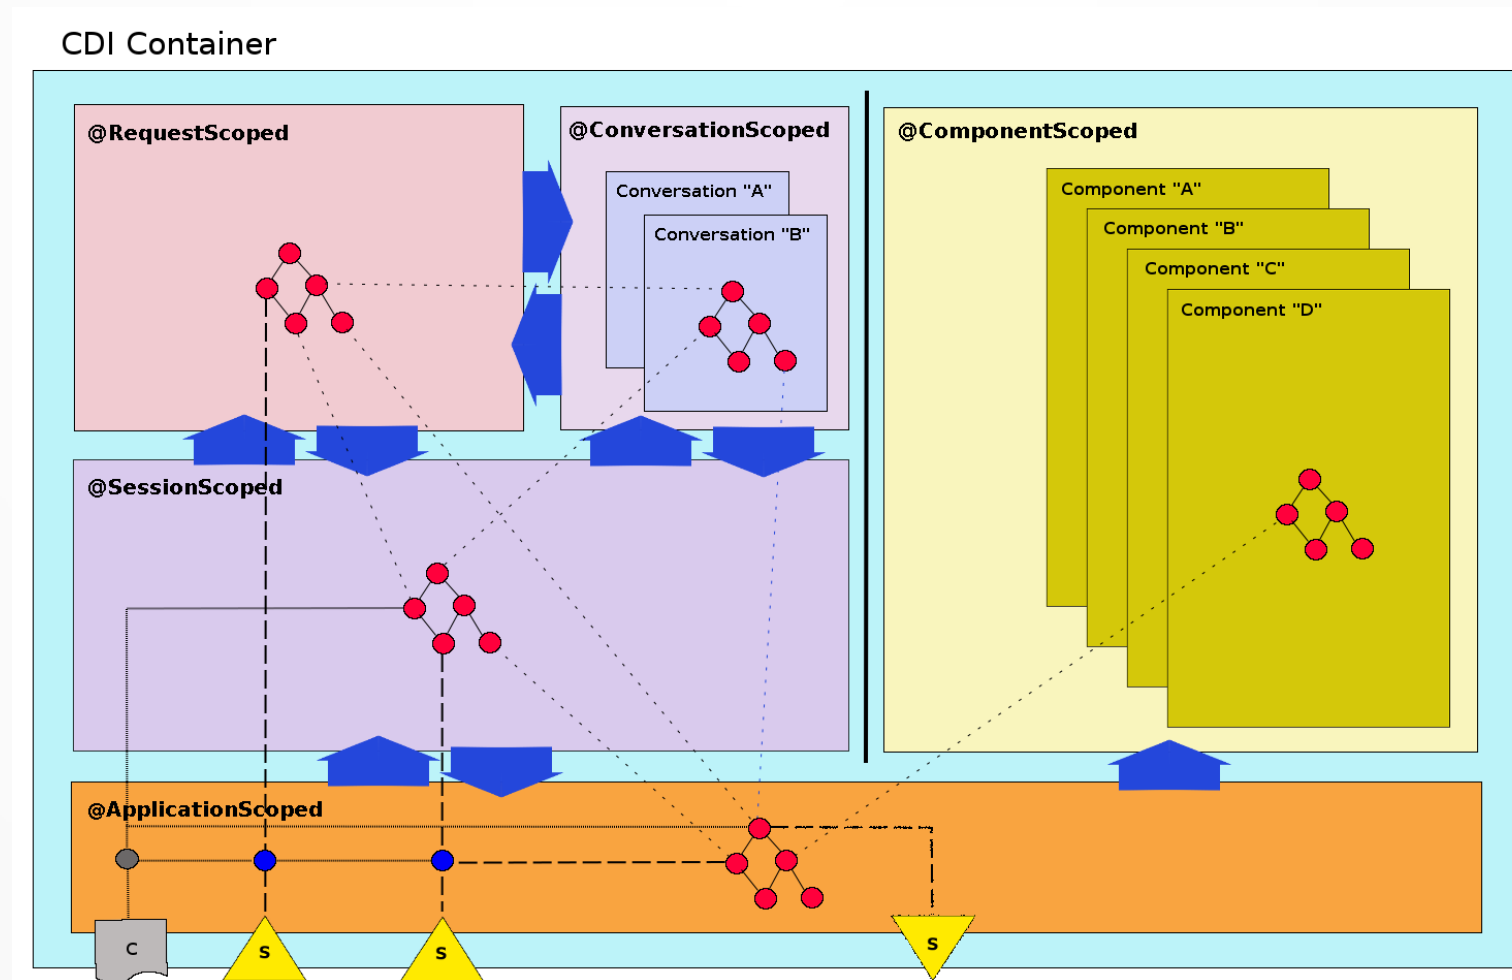 CDI Container
@RequestScoped
@ConversationScoped
Conversation "A"
Conversation "B"
@ComponentScoped
Component "A"
Component "B"
Component "C"
Component "D"
@SessionScoped
@ApplicationScoped
C
S
S
S